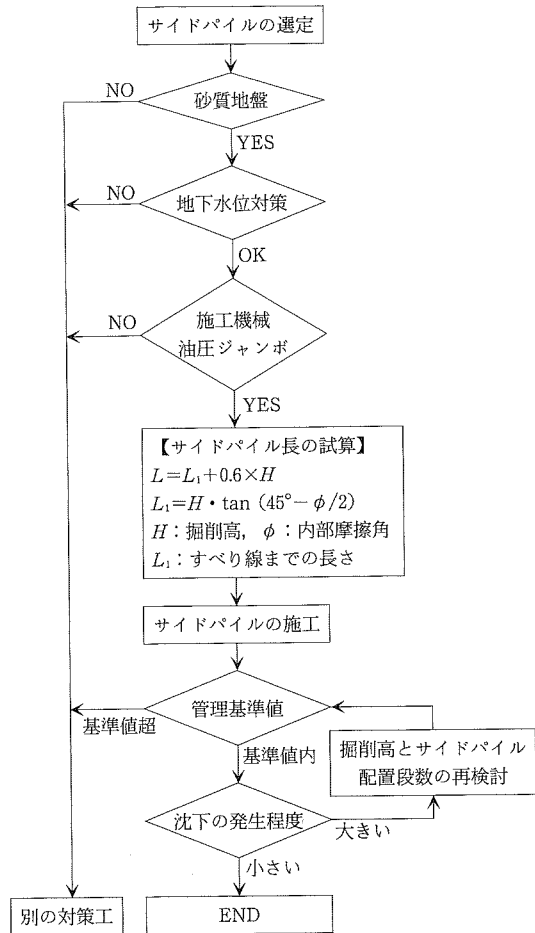 サイドパイルの選定
NO
砂質地盤
YES
NO
地下水位対策
OK
NO
施工機械
油圧ジャンボ
YES
【サイドパイル長の試算】
L=L₁+0.6×H
L₁=H・tan (45°−φ/2)
H：掘削高，φ：内部摩擦角
L₁：すべり線までの長さ
サイドパイルの施工
管理基準値
基準値超
基準値内
掘削高とサイドパイル
配置段数の再検討
沈下の発生程度
大きい
小さい
別の対策工
END